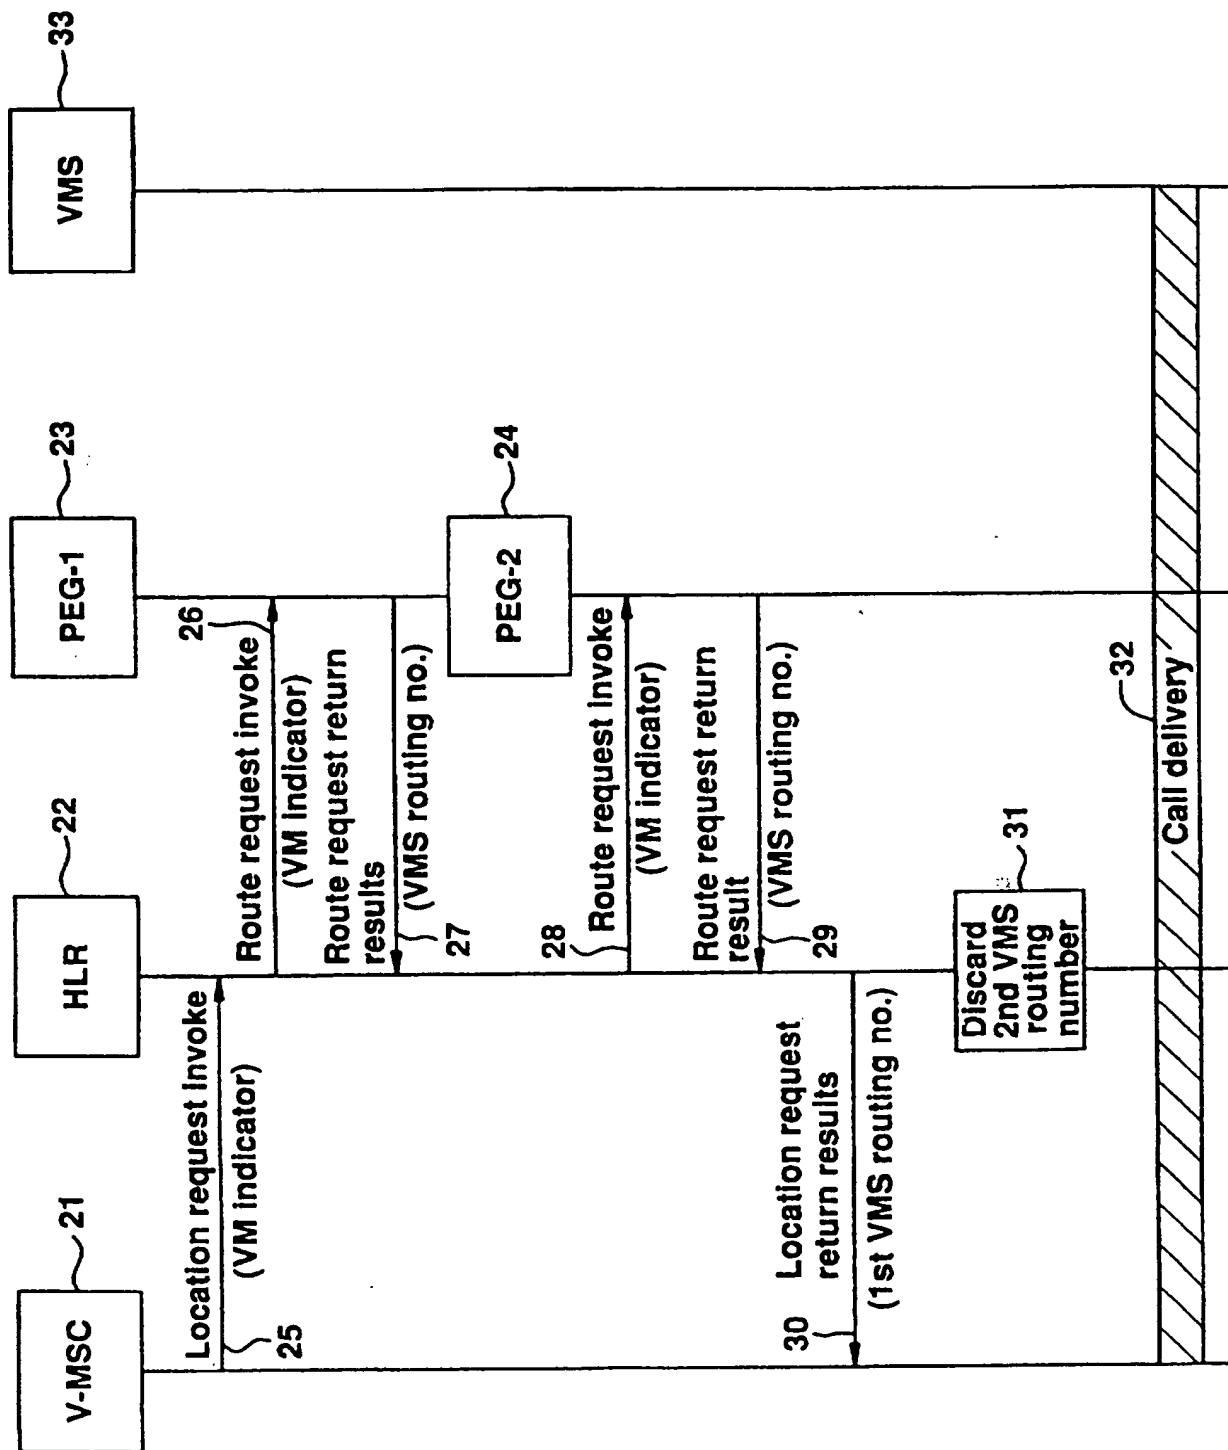 V-MSC
21
HLR
22
PEG-1
23
VMS
33
Location request invoke
(VM indicator)
25
Route request invoke
26
(VM indicator)
Route request return
results
(VMS routing no.)
27
PEG-2
24
Route request invoke
28
(VM indicator)
Route request return
result
(VMS routing no.)
29
Location request
return results
30
(1st VMS routing no.)
Discard
2nd VMS
routing
number
31
32
Call delivery